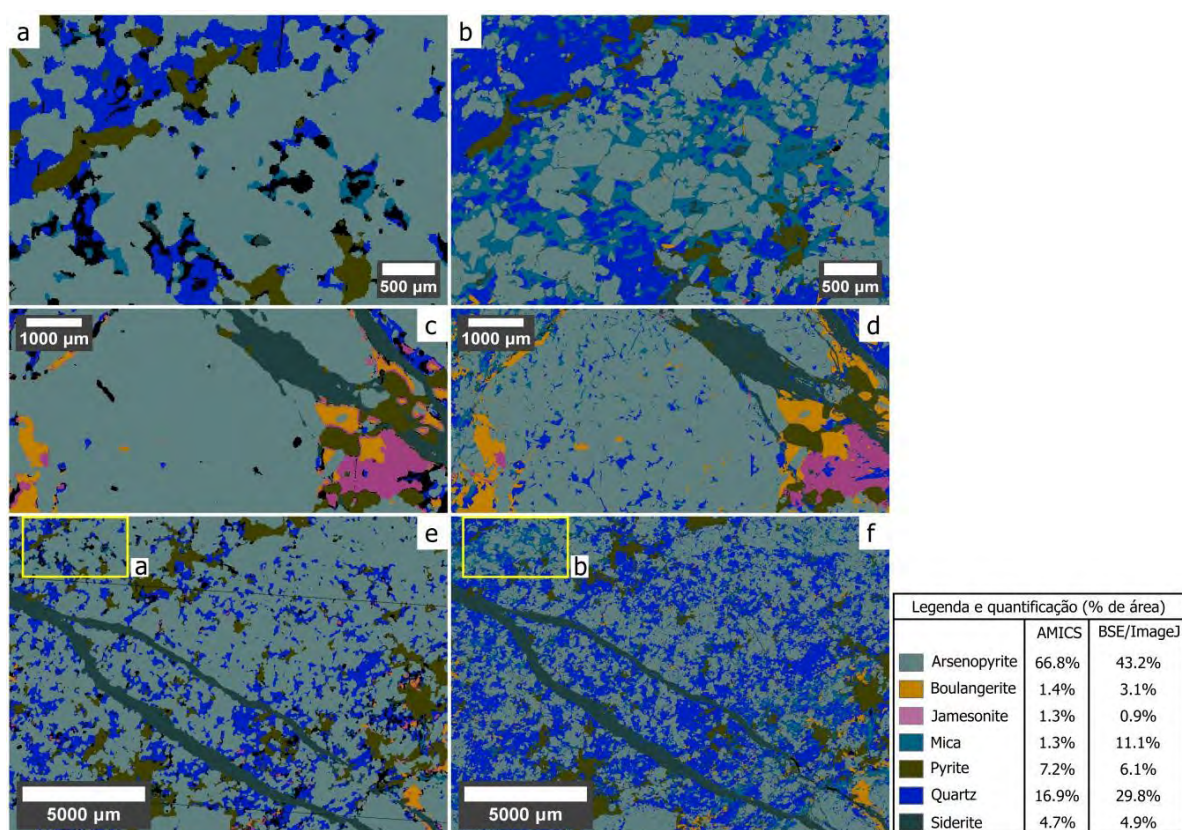 a
b
500 µm
500 µm
1000 µm
c
1000 µm
d
e
a
f
b
5000 µm
5000 µm
Legenda e quantificação (% de área)
AMICS BSE/ImageJ
Arsenopyrite 66.8% 43.2%
Boulangerite 1.4% 3.1%
Jamesonite 1.3% 0.9%
Mica 1.3% 11.1%
Pyrite 7.2% 6.1%
Quartz 16.9% 29.8%
Siderite 4.7% 4.9%